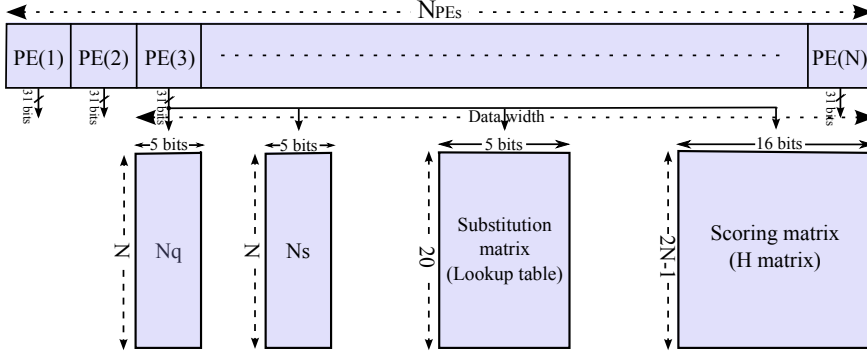 NPEs
PE(1) PE(2) PE(3) PE(N)
31 bits 31 bits 31 bits 31 bits
Data width
5 bits 5 bits 5 bits 16 bits
N Nq
N Ns
20 Substitution
matrix
(Lookup table)
2N-1 Scoring matrix
(H matrix)